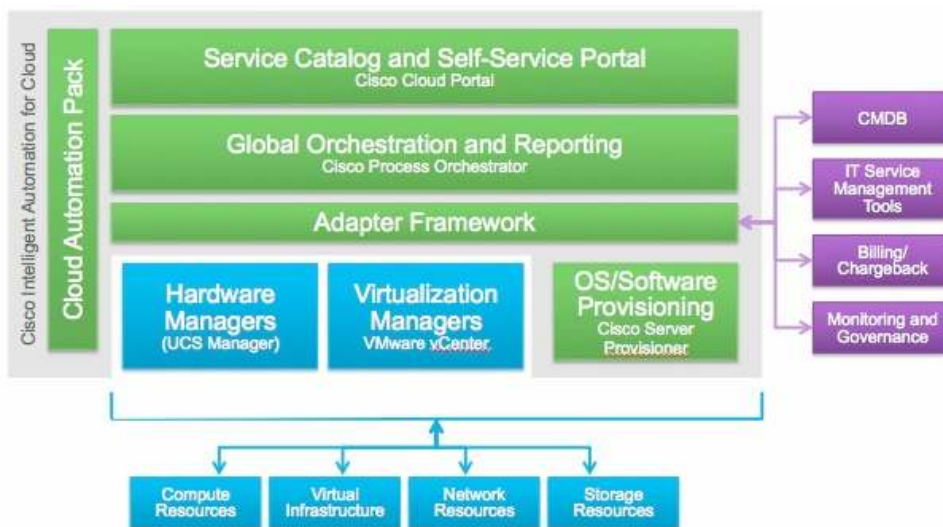 Cisco Intelligent Automation for Cloud
Cloud Automation Pack
Service Catalog and Self-Service Portal
Cisco Cloud Portal
Global Orchestration and Reporting
Cisco Process Orchestrator
Adapter Framework
Hardware
Managers
(UCS Manager)
Virtualization
Managers
VMware vCenter
OS/Software
Provisioning
Cisco Server
Provisioner
CMDB
IT Service
Management
Tools
Billing/
Chargeback
Monitoring and
Governance
Compute
Resources
Virtual
Infrastructure
Network
Resources
Storage
Resources